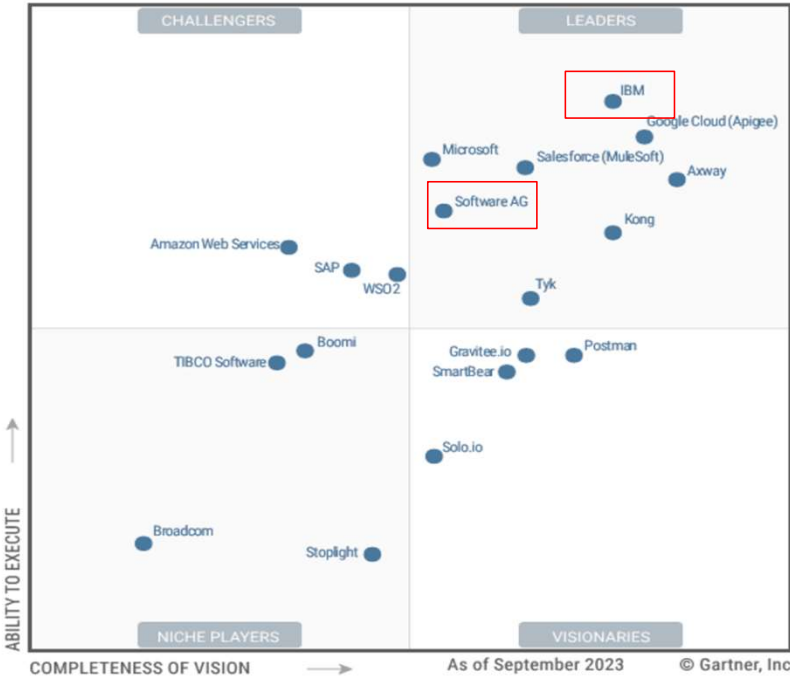 CHALLENGERS
LEADERS
IBM
Google Cloud (Apigee)
Microsoft
Salesforce (MuleSoft)
Axway
Software AG
Kong
Amazon Web Services
SAP
WSO2
Tyk
Boomi
TIBCO Software
Gravitee.io
Postman
SmartBear
Solo.io
Broadcom
Stoplight
NICHE PLAYERS
VISIONARIES
ABILITY TO EXECUTE
COMPLETENESS OF VISION
As of September 2023
© Gartner, Inc